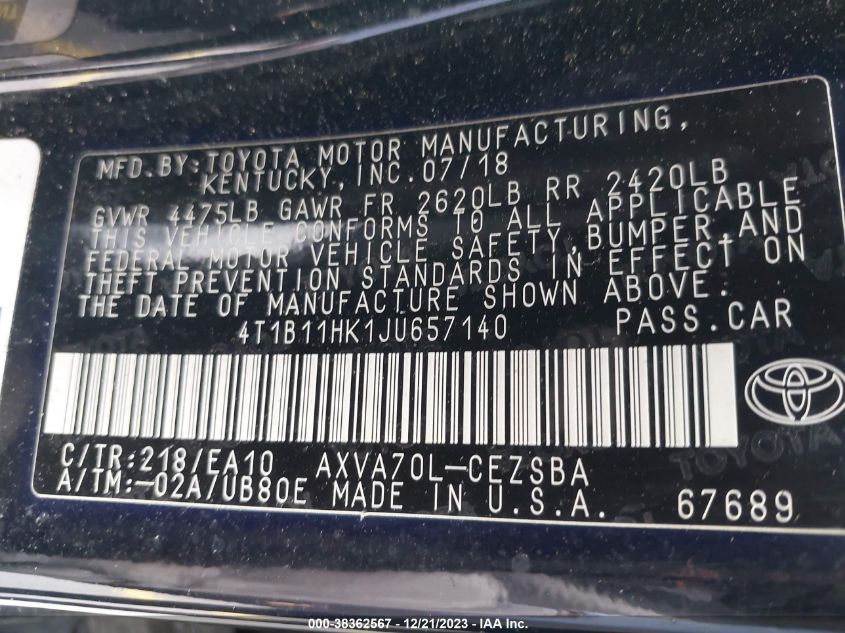 MFD.BY:TOYOTA MOTOR MANUFACTURING,
KENTUCKY, INC.07/18
GVWR 4475LB GAWR FR 2620LB RR 2420LB
THIS VEHICLE CONFORMS TO ALL APPLICABLE
FEDERAL MOTOR VEHICLE SAFETY,BUMPER,AND
THEFT PREVENTION STANDARDS IN EFFECT ON
THE DATE OF MANUFACTURE SHOWN ABOVE.
4T1B11HK1JU657140 PASS.CAR
TOYOTA
C/TR:218/EA10 AXVA70L-CEZSBA
A/TM:-02A/UB80E MADE IN U.S.A. 67689
000-38362567 - 12/21/2023 - IAA Inc.